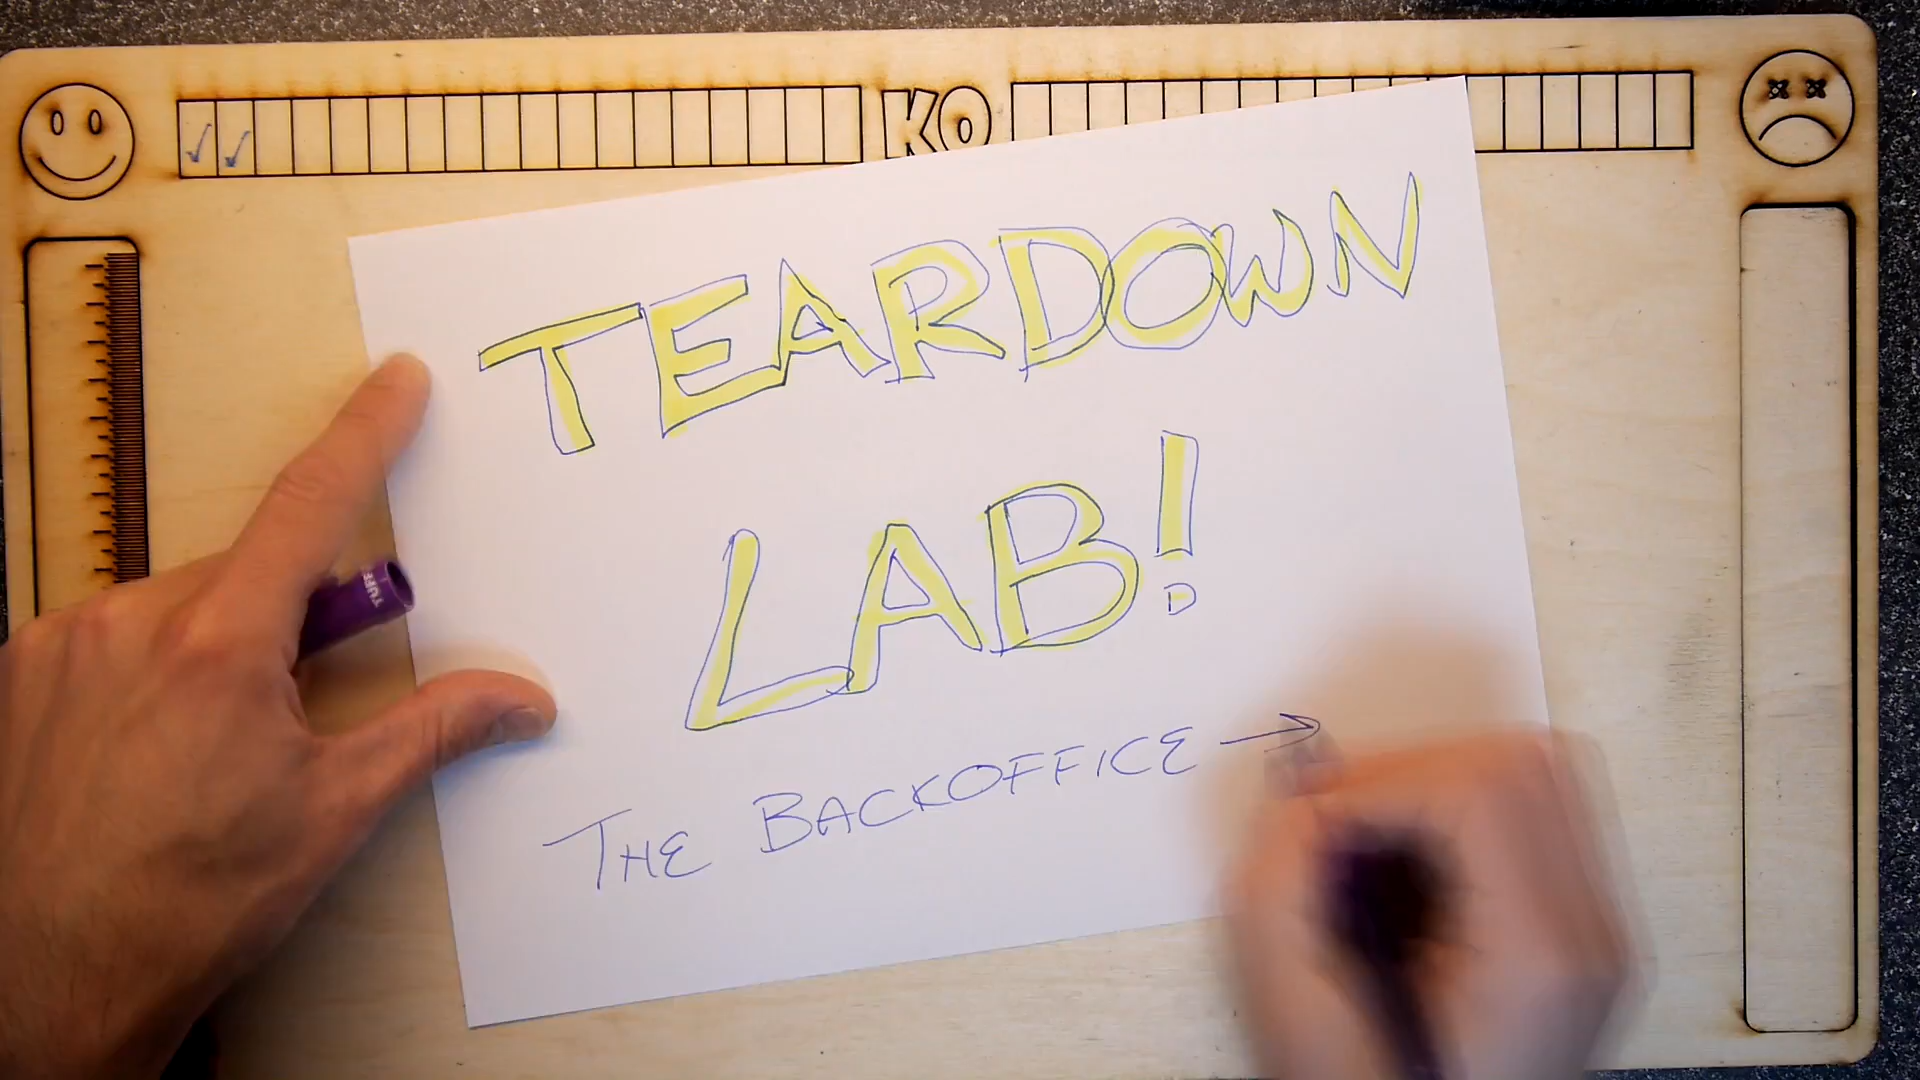 KO
TEARDOWN
LAB!
THE BACKOFFICE →